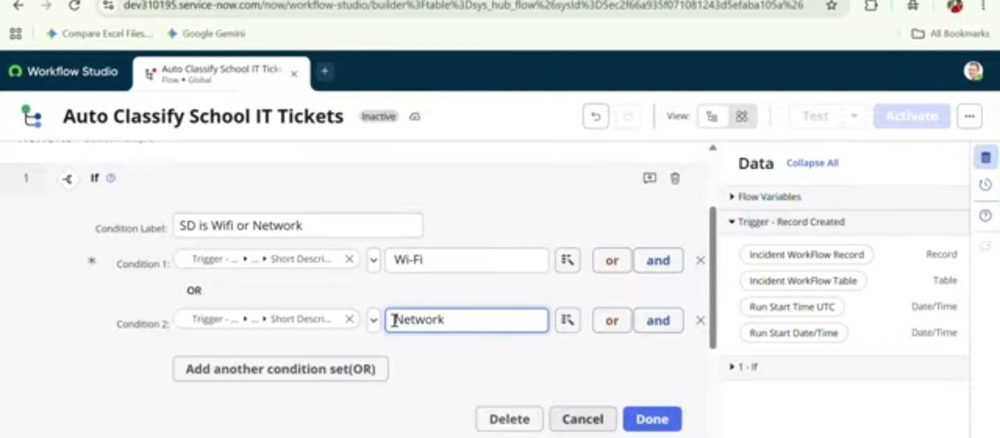 dev310195.service-now.com/now/workflow-studio/builder%3Ftable%3Dsys_hub_flow%26sysId%3D5ec2f66a935f071081243d5efaba105a%26
Compare Excel Files... Google Gemini All Bookmarks
Workflow Studio Auto Classify School IT Tick
Flow • Global
Auto Classify School IT Tickets Inactive View: Test Activate
Data Collapse All
1 If
Flow Variables
Trigger - Record Created
Condition Label: SD is Wifi or Network
Incident WorkFlow Record Record
* Condition 1: Trigger - ... ▸ ... ▸ Short Descri... Wi-Fi or and
Incident WorkFlow Table Table
OR
Run Start Time UTC Date/Time
Condition 2: Trigger - ... ▸ ... ▸ Short Descri... Network or and
Run Start Date/Time Date/Time
Add another condition set(OR)
1 - If
Delete Cancel Done